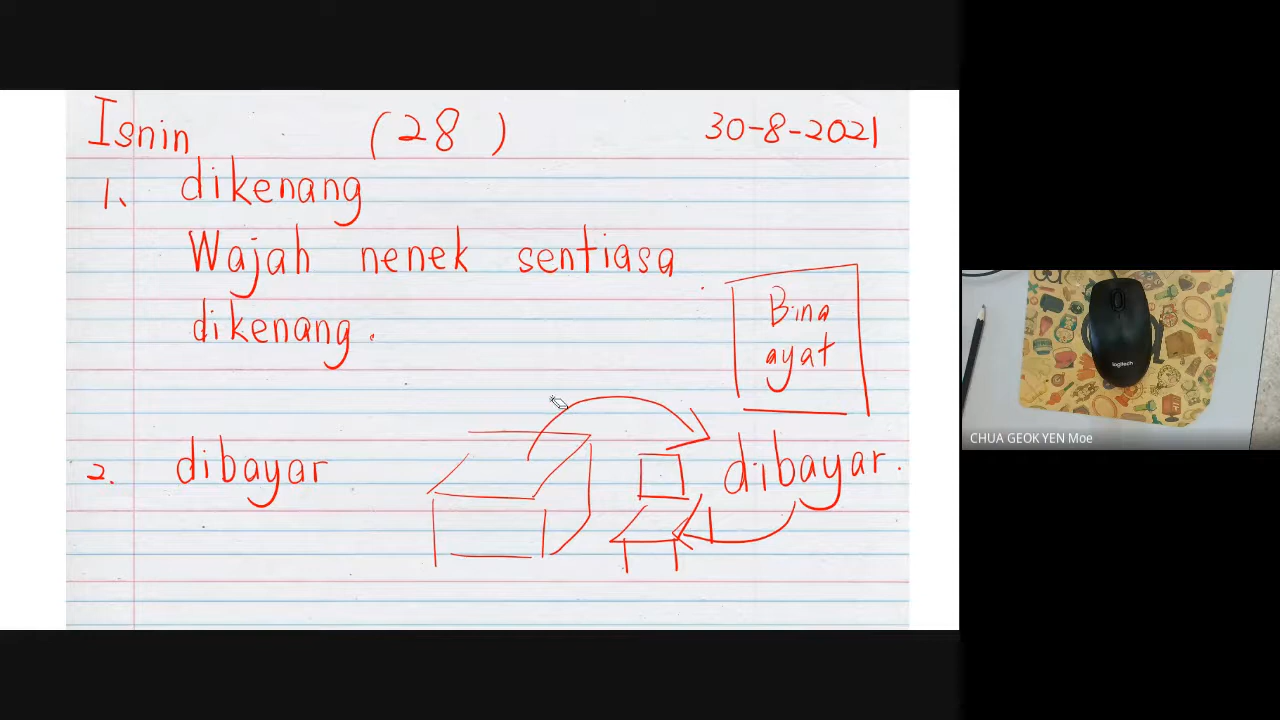 Isnin (28) 30-8-2021
1. dikenang
Wajah nenek sentiasa
dikenang.
Bina
ayat
2. dibayar dibayar.
logitech
CHUA GEOK YEN Moe